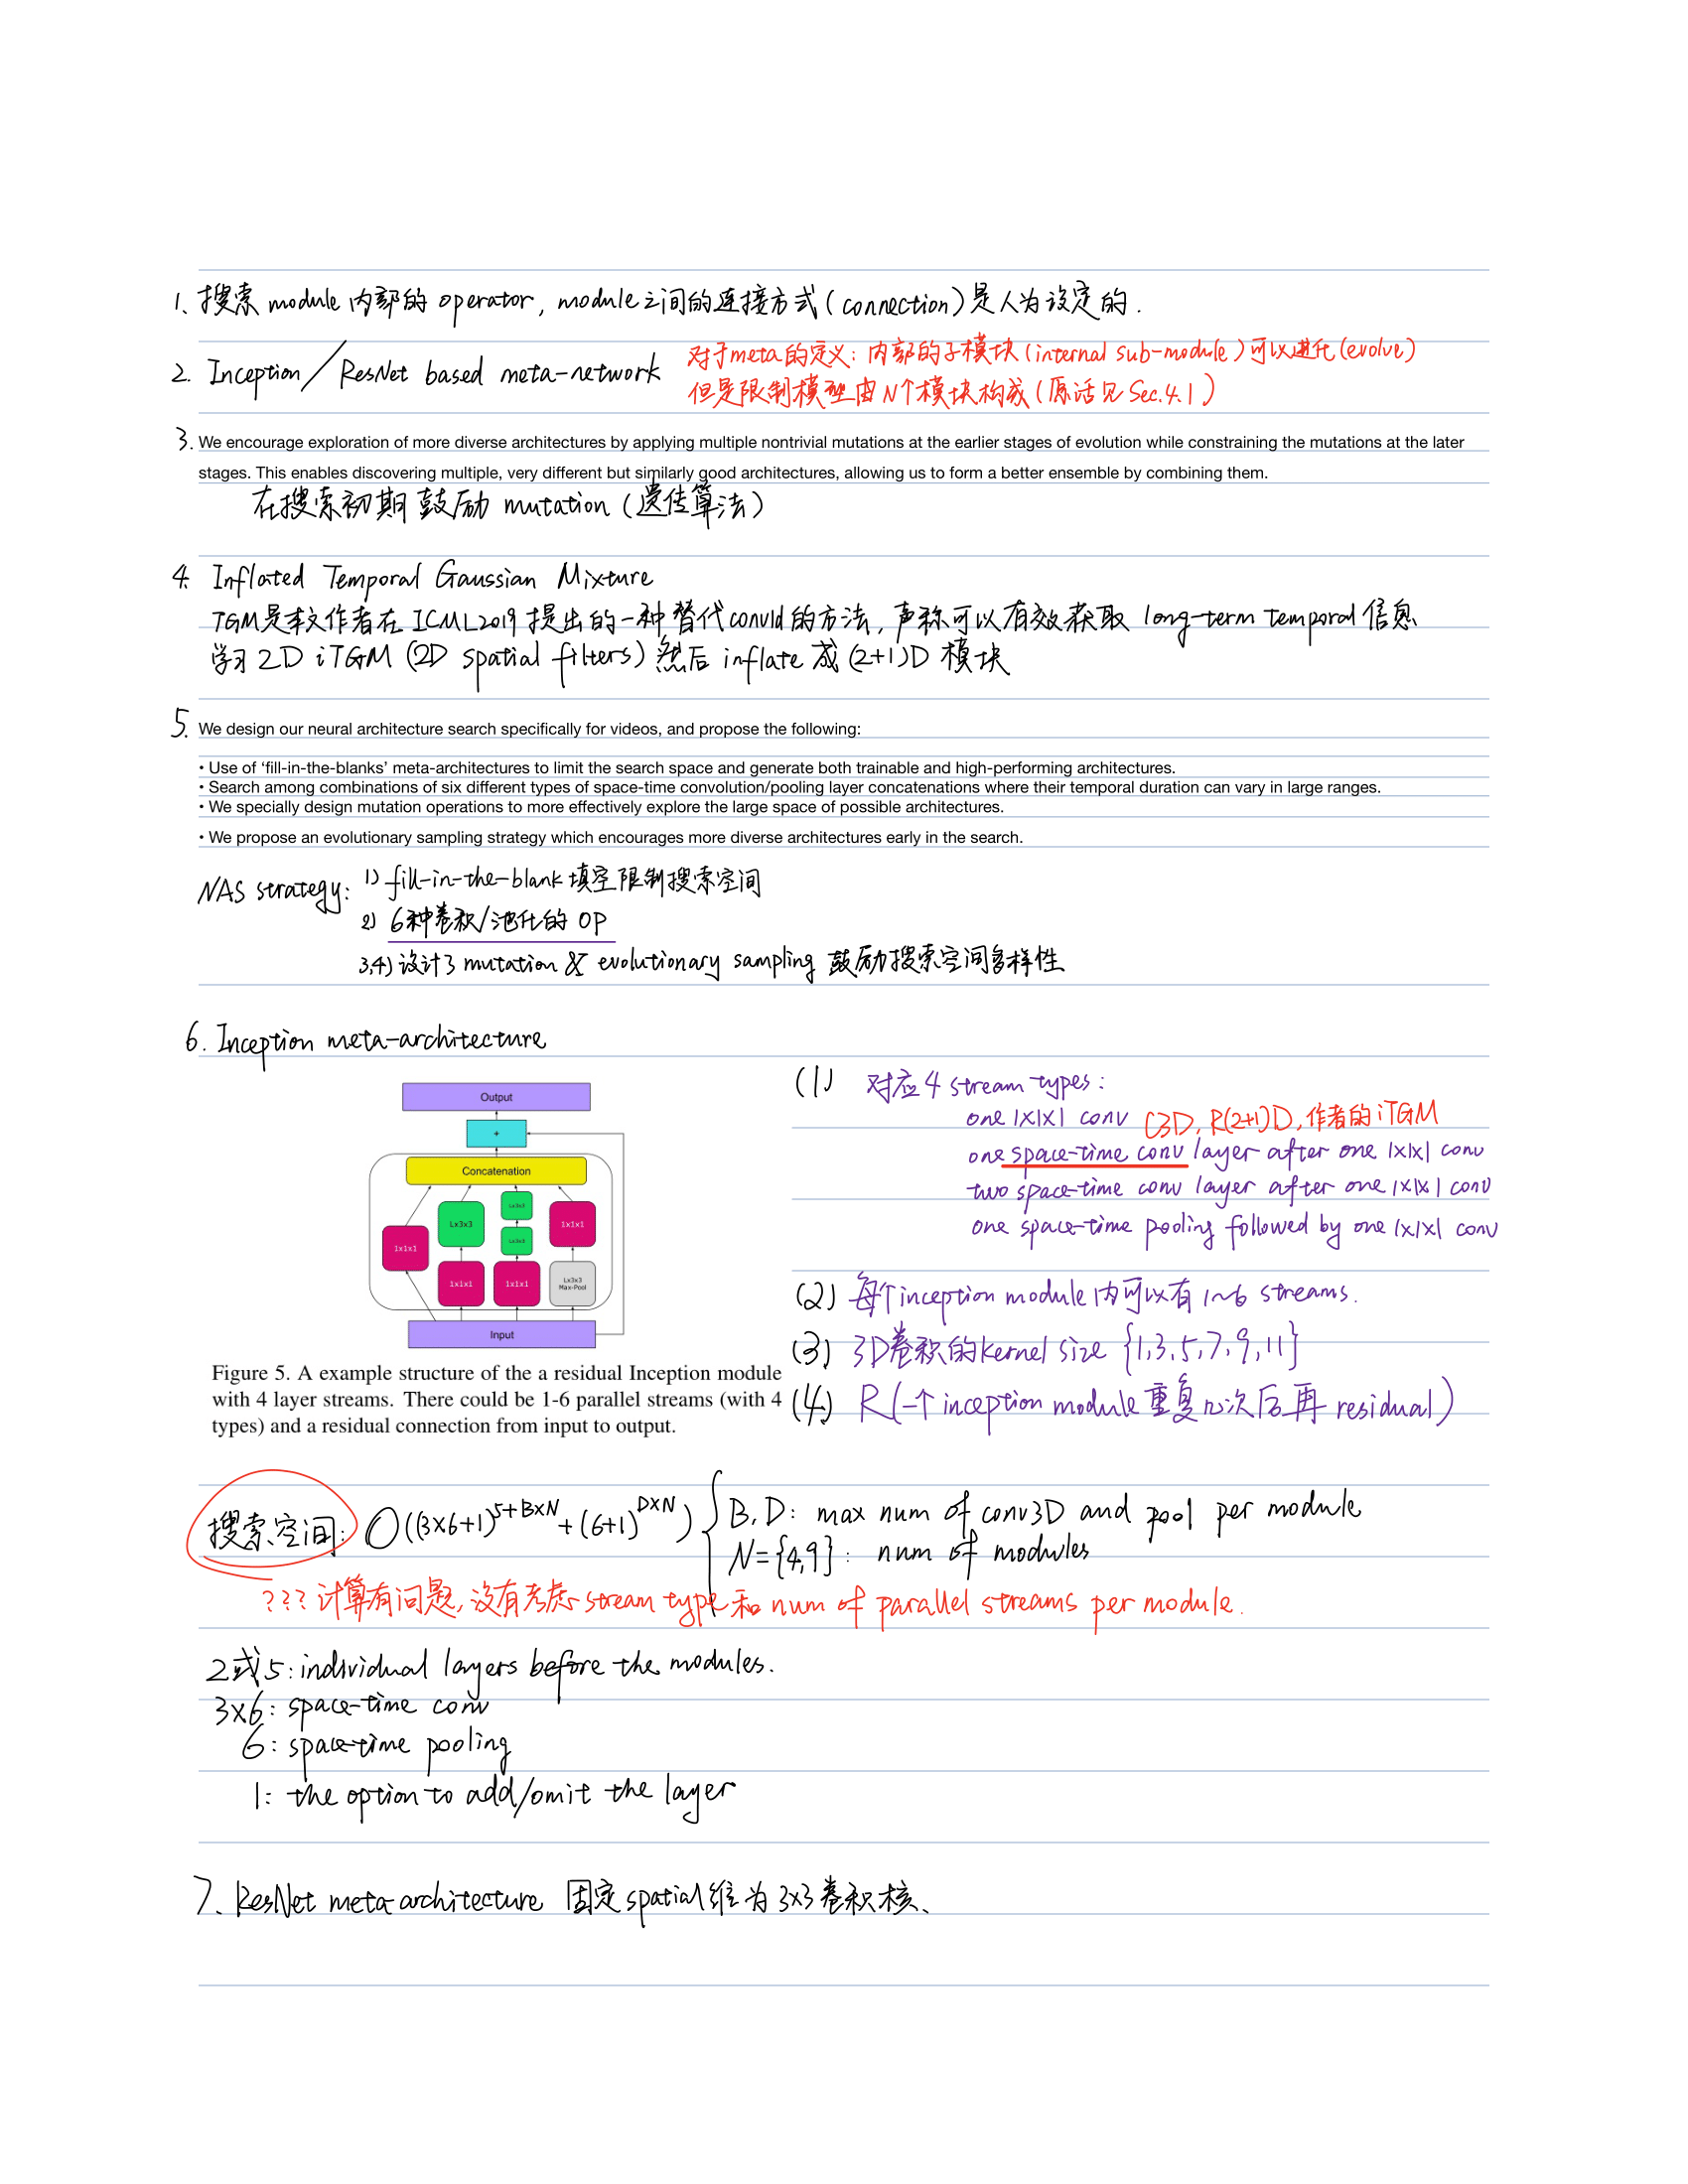 1、搜索 module 内部的 operator, module之间的连接方式(connection)是人为设定的.
2. Inception/ResNet based meta-network
对于meta的定义: 内部的子模块(internal sub-module)可以进化(evolve)
但是限制模型由N个模块构成(原话见Sec.4.1)
3. We encourage exploration of more diverse architectures by applying multiple nontrivial mutations at the earlier stages of evolution while constraining the mutations at the later
stages. This enables discovering multiple, very different but similarly good architectures, allowing us to form a better ensemble by combining them.
在搜索初期鼓励 mutation (遗传算法)
4. Inflated Temporal Gaussian Mixture
TGM是本文作者在 ICML2019 提出的一种替代conv1d的方法, 声称可以有效获取 long-term temporal 信息
学习 2D iTGM (2D spatial filters) 然后 inflate 成 (2+1)D 模块
5. We design our neural architecture search specifically for videos, and propose the following:
• Use of ‘fill-in-the-blanks’ meta-architectures to limit the search space and generate both trainable and high-performing architectures.
• Search among combinations of six different types of space-time convolution/pooling layer concatenations where their temporal duration can vary in large ranges.
• We specially design mutation operations to more effectively explore the large space of possible architectures.
• We propose an evolutionary sampling strategy which encourages more diverse architectures early in the search.
NAS strategy: 1) fill-in-the-blank 填空限制搜索空间
2) 6种卷积/池化的 OP
3,4) 设计了 mutation & evolutionary sampling 鼓励搜索空间多样性
6. Inception meta-architecture
Output
+
Concatenation
Lx3x3
Lx3x3
1x1x1
1x1x1
Lx3x3
1x1x1
1x1x1
Lx3x3
Max-Pool
Input
Figure 5. A example structure of the a residual Inception module
with 4 layer streams. There could be 1-6 parallel streams (with 4
types) and a residual connection from input to output.
(1) 对应4 stream types:
one 1x1x1 conv C3D, R(2+1)D, 作者的iTGM
one space-time conv layer after one 1x1x1 conv
two space-time conv layer after one 1x1x1 conv
one space-time pooling followed by one 1x1x1 conv
(2) 每个inception module内可以有 1~6 streams.
(3) 3D卷积的kernel size {1,3,5,7,9,11}
(4) R(一个 inception module 重复几次后再 residual)
搜索空间: O((3×6+1)^5+B×N + (6+1)^D×N) { B,D: max num of conv3D and pool per module
N={4,9}: num of modules
??? 计算有问题, 没有考虑 stream type 和 num of parallel streams per module.
2或5: individual layers before the modules.
3×6: space-time conv
6: space-time pooling
1: the option to add/omit the layer
7、ResNet meta-architecture 固定 spatial 维为 3x3 卷积核、